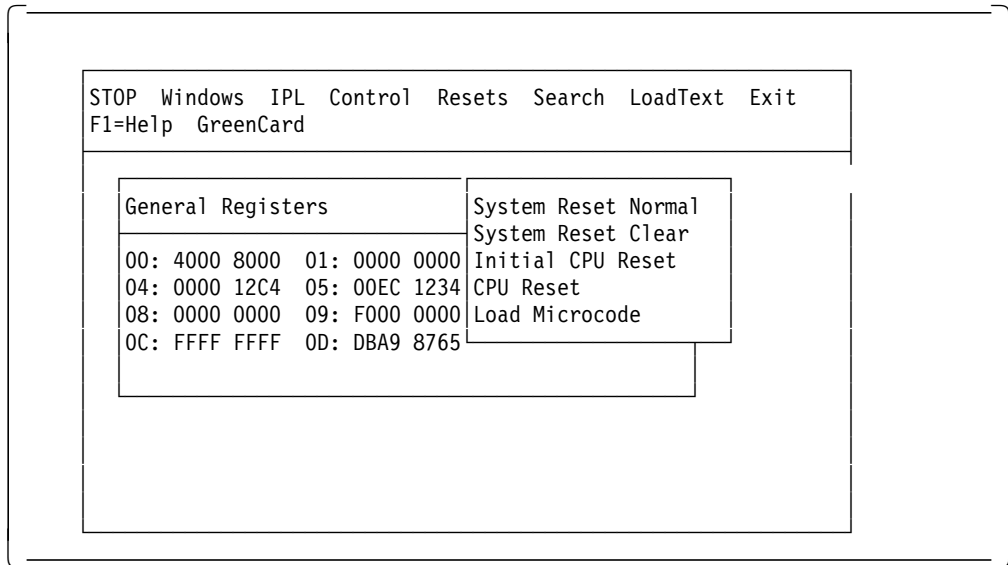 STOP  Windows  IPL  Control  Resets  Search  LoadText  Exit
F1=Help  GreenCard
General Registers
System Reset Normal
System Reset Clear
00: 4000 8000  01: 0000 0000 Initial CPU Reset
04: 0000 12C4  05: 00EC 1234 CPU Reset
08: 0000 0000  09: F000 0000 Load Microcode
0C: FFFF FFFF  0D: DBA9 8765